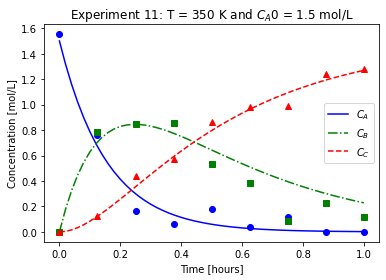 Experiment 11: T = 350 K and C_A0 = 1.5 mol/L
Concentration [mol/L]
1.6
1.4
1.2
1.0
0.8
0.6
0.4
0.2
0.0
C_A
C_B
C_C
0.0 0.2 0.4 0.6 0.8 1.0
Time [hours]